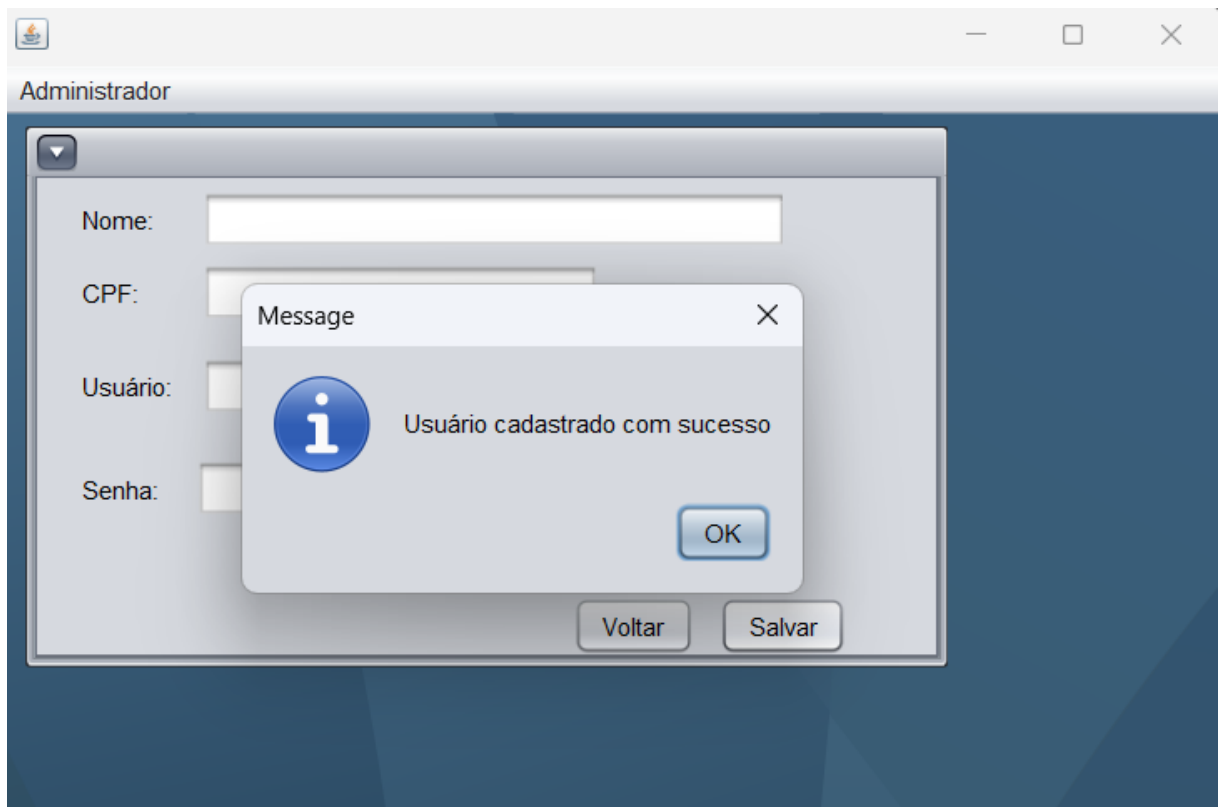 Administrador
Nome:
CPF:
Message
Usuário:
Usuário cadastrado com sucesso
Senha:
OK
Voltar
Salvar